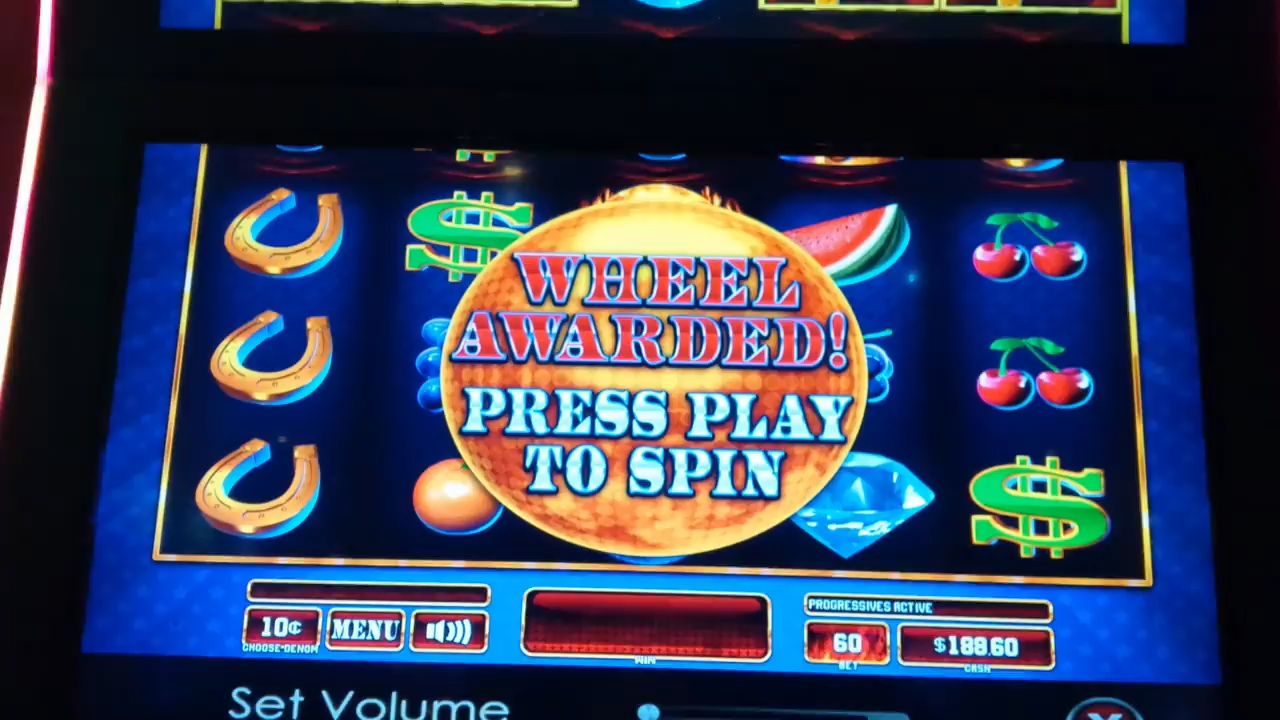 WHEEL
AWARDED!
PRESS PLAY
TO SPIN
PROGRESSIVES ACTIVE
10¢ MENU 60 $188.60
CHOOSE DENOM WIN BET CASH
Set Volume